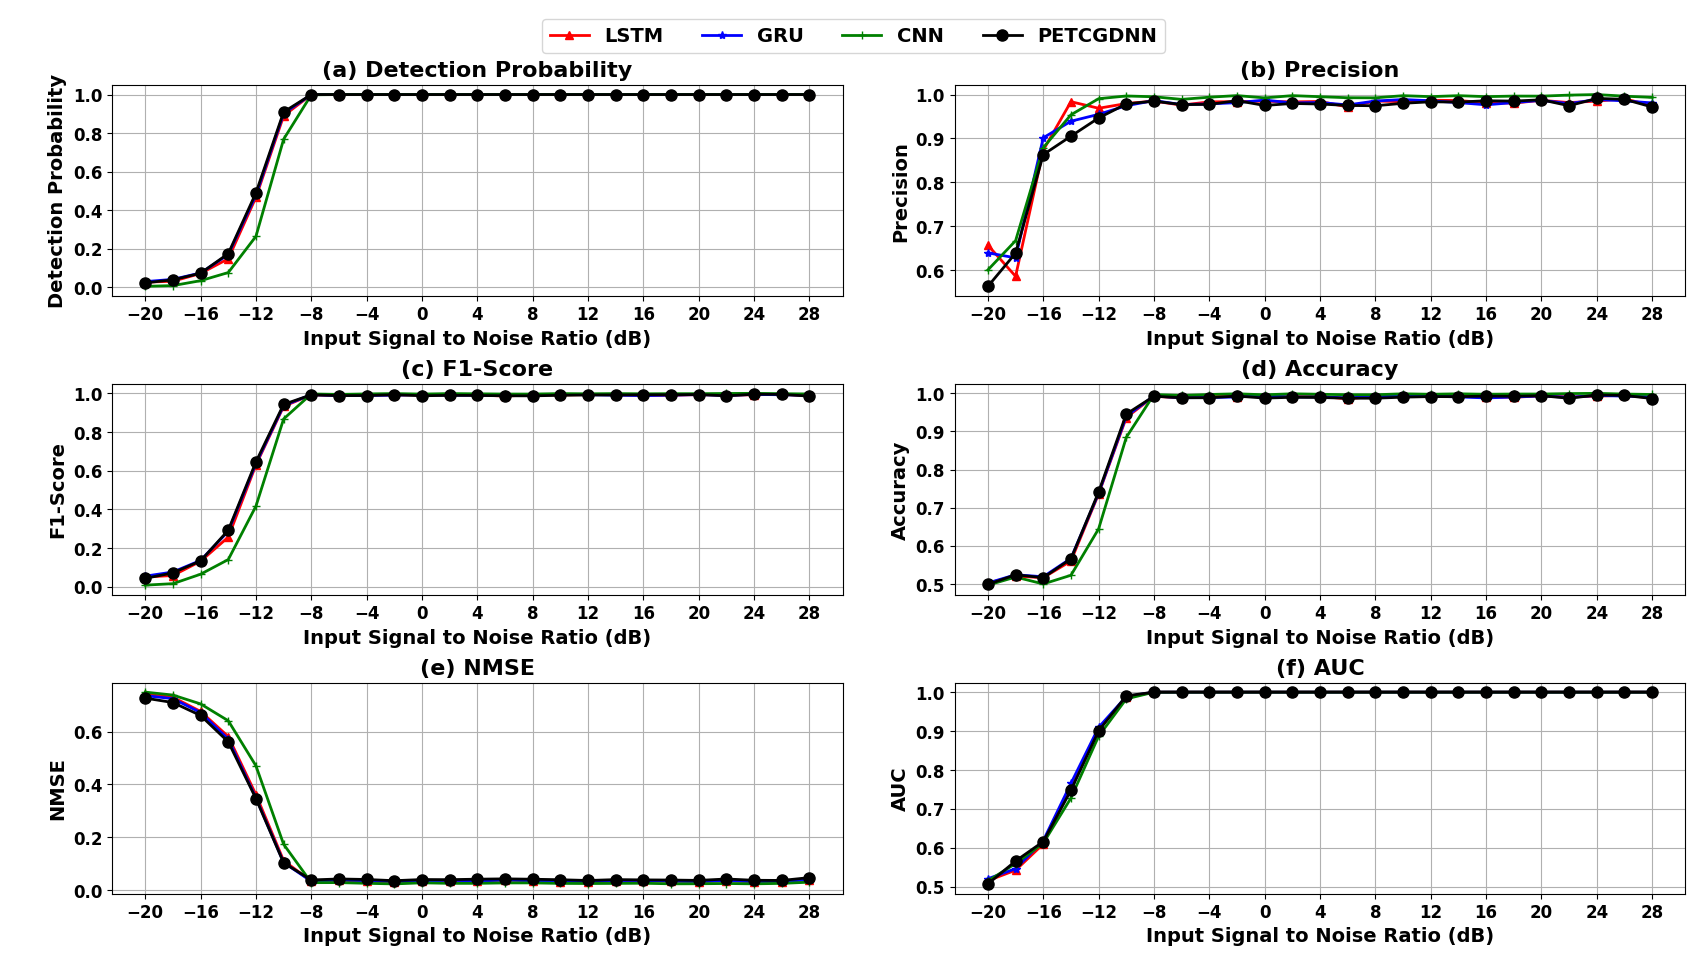 LSTM GRU CNN PETCGDNN
(a) Detection Probability
Detection Probability
1.0
0.8
0.6
0.4
0.2
0.0
−20 −16 −12 −8 −4 0 4 8 12 16 20 24 28
Input Signal to Noise Ratio (dB)
(b) Precision
Precision
1.0
0.9
0.8
0.7
0.6
−20 −16 −12 −8 −4 0 4 8 12 16 20 24 28
Input Signal to Noise Ratio (dB)
(c) F1-Score
F1-Score
1.0
0.8
0.6
0.4
0.2
0.0
−20 −16 −12 −8 −4 0 4 8 12 16 20 24 28
Input Signal to Noise Ratio (dB)
(d) Accuracy
Accuracy
1.0
0.9
0.8
0.7
0.6
0.5
−20 −16 −12 −8 −4 0 4 8 12 16 20 24 28
Input Signal to Noise Ratio (dB)
(e) NMSE
NMSE
0.6
0.4
0.2
0.0
−20 −16 −12 −8 −4 0 4 8 12 16 20 24 28
Input Signal to Noise Ratio (dB)
(f) AUC
AUC
1.0
0.9
0.8
0.7
0.6
0.5
−20 −16 −12 −8 −4 0 4 8 12 16 20 24 28
Input Signal to Noise Ratio (dB)